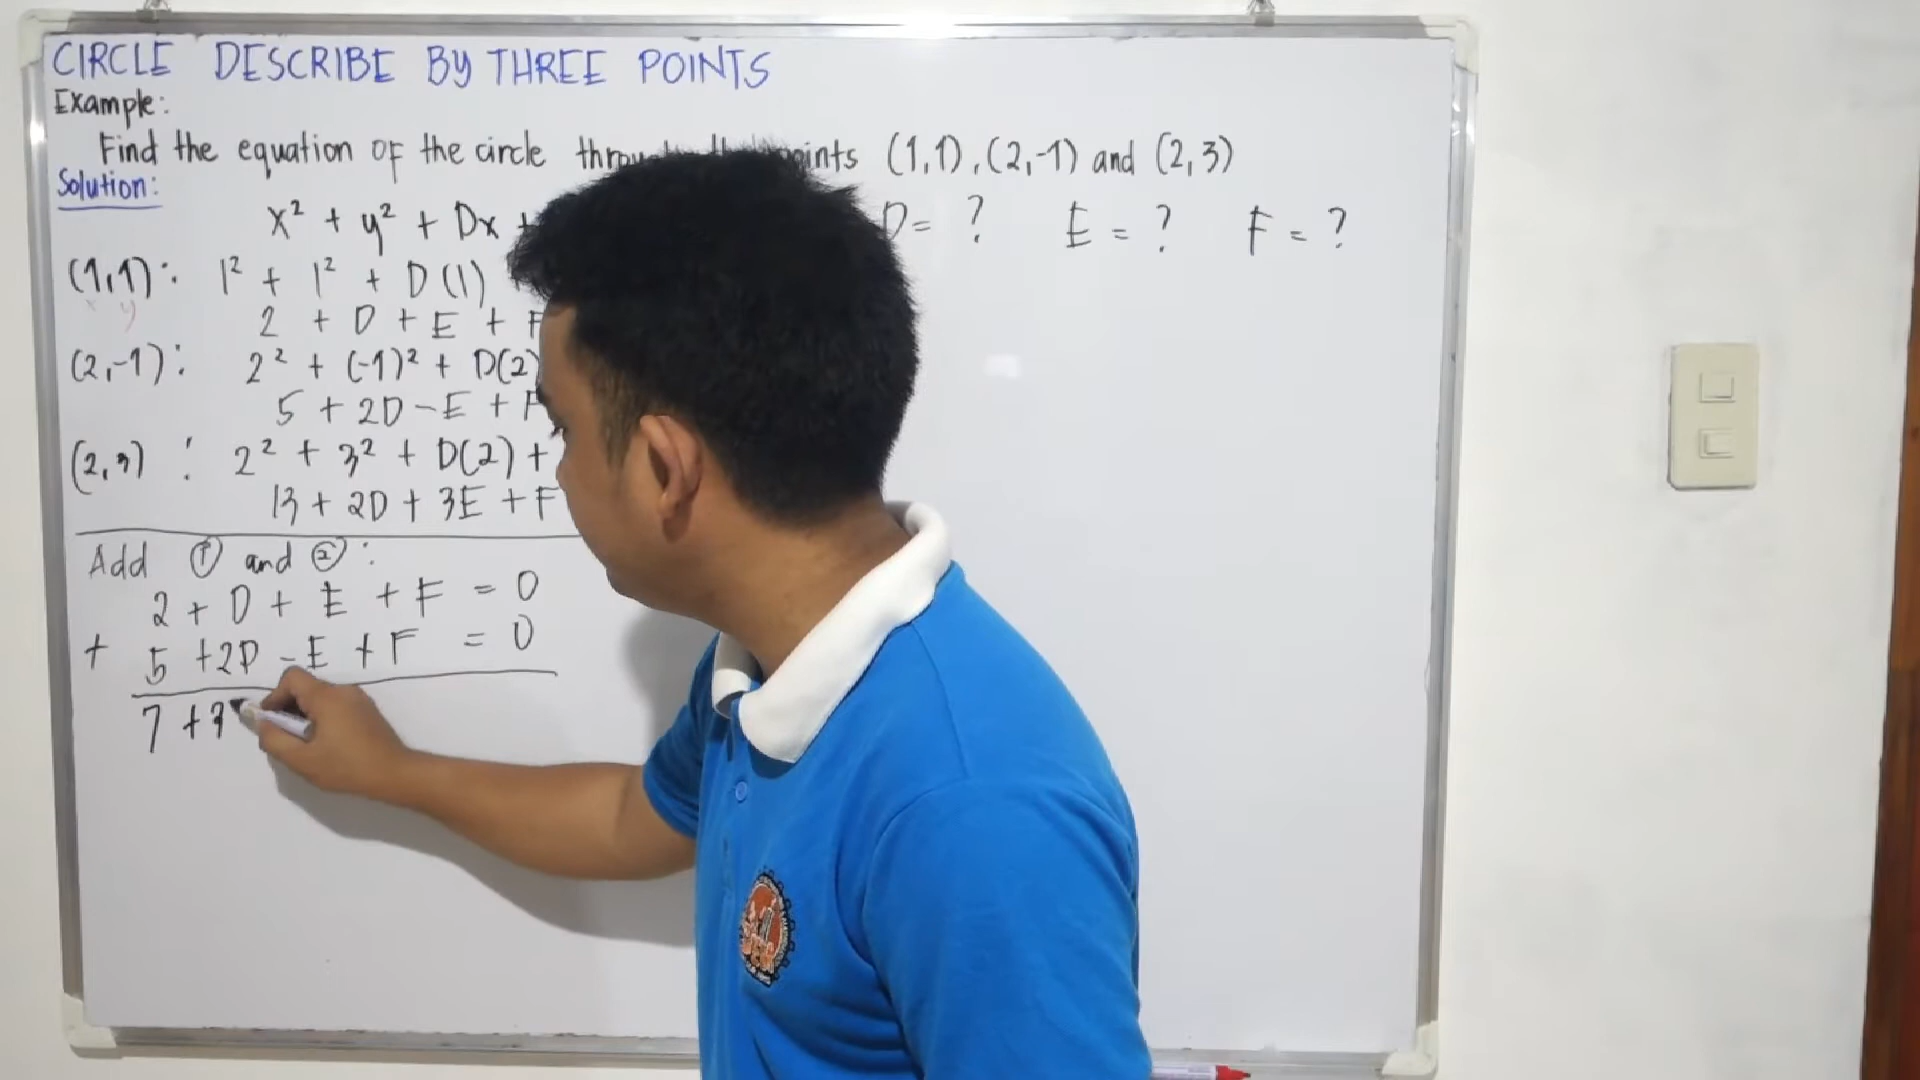 CIRCLE DESCRIBE BY THREE POINTS
Example:
Find the equation of the circle points (1,1), (2,-1) and (2,3)
Solution:
x² + y² + Dx + D = ? E = ? F = ?
(1,1): 1² + 1² + D(1)
x y
2 + D + E + F
(2,-1): 2² + (-1)² + D(2)
5 + 2D - E + F
(2,3) : 2² + 3² + D(2) +
13 + 2D + 3E + F
Add ① and ②:
2 + D + E + F = 0
+ 5 + 2D - E + F = 0
7 + 3